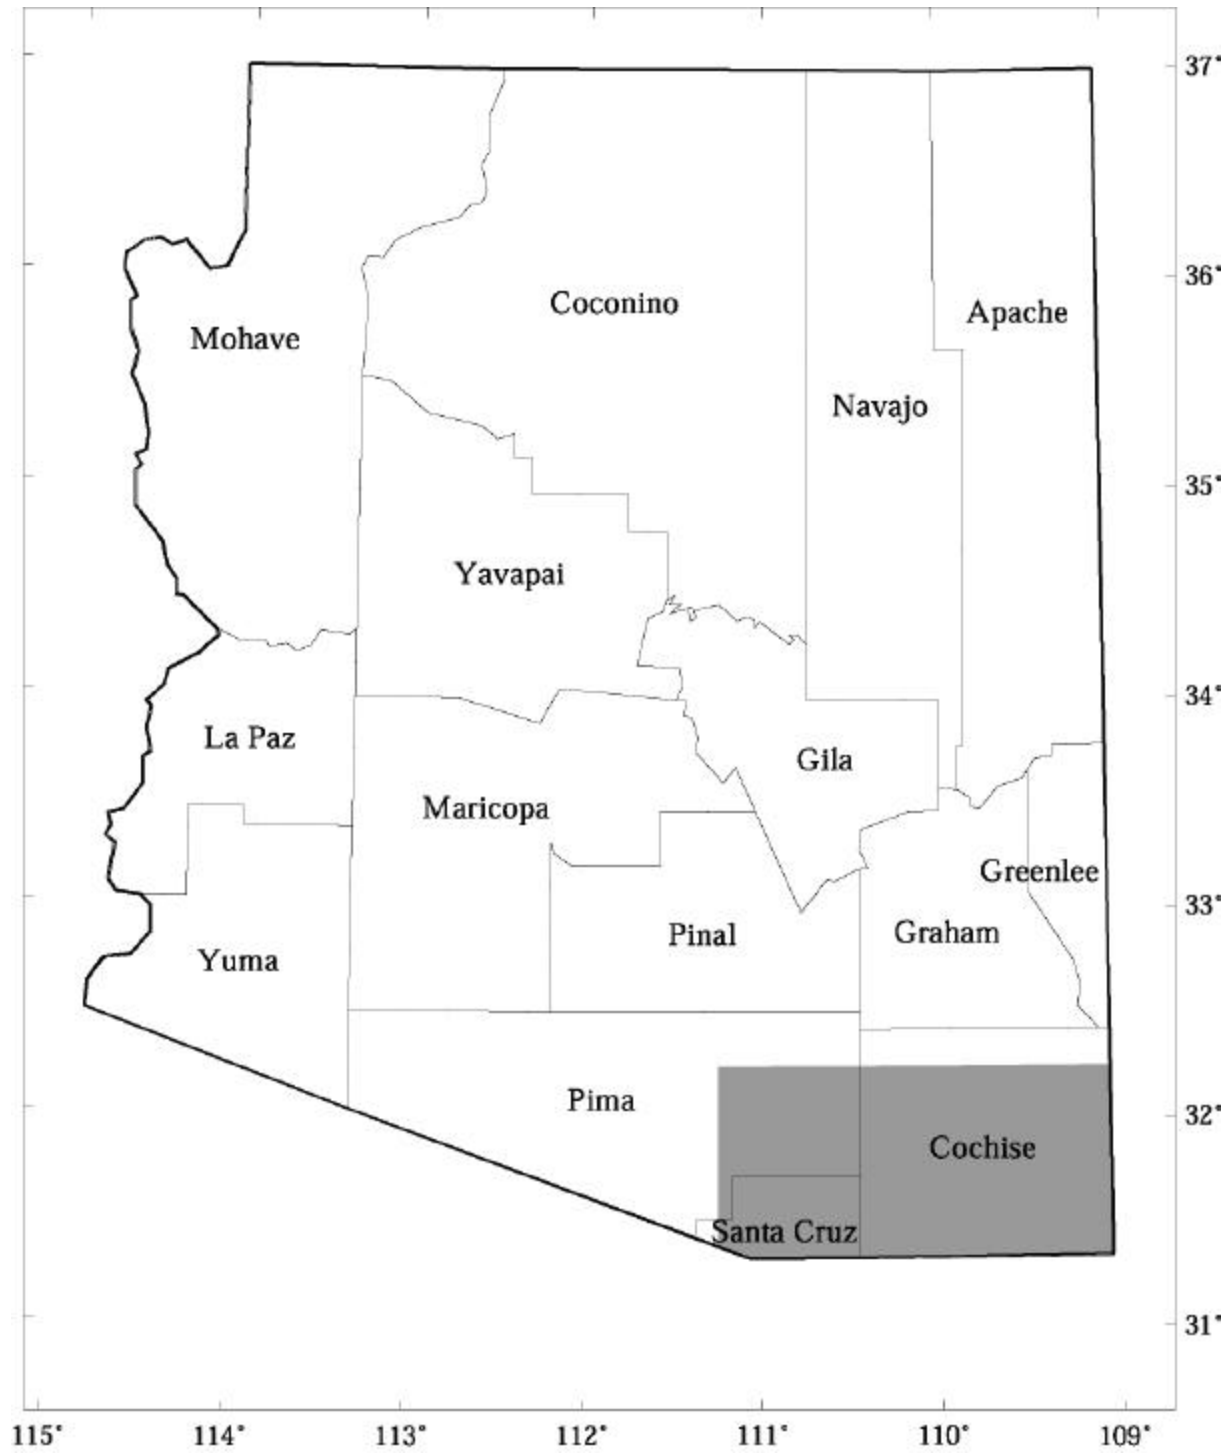 37°
36°
Coconino
Apache
Mohave
Navajo
35°
Yavapai
34°
La Paz
Gila
Maricopa
Greenlee
33°
Graham
Pinal
Yuma
Pima
32°
Cochise
Santa Cruz
31°
115° 114° 113° 112° 111° 110° 109°